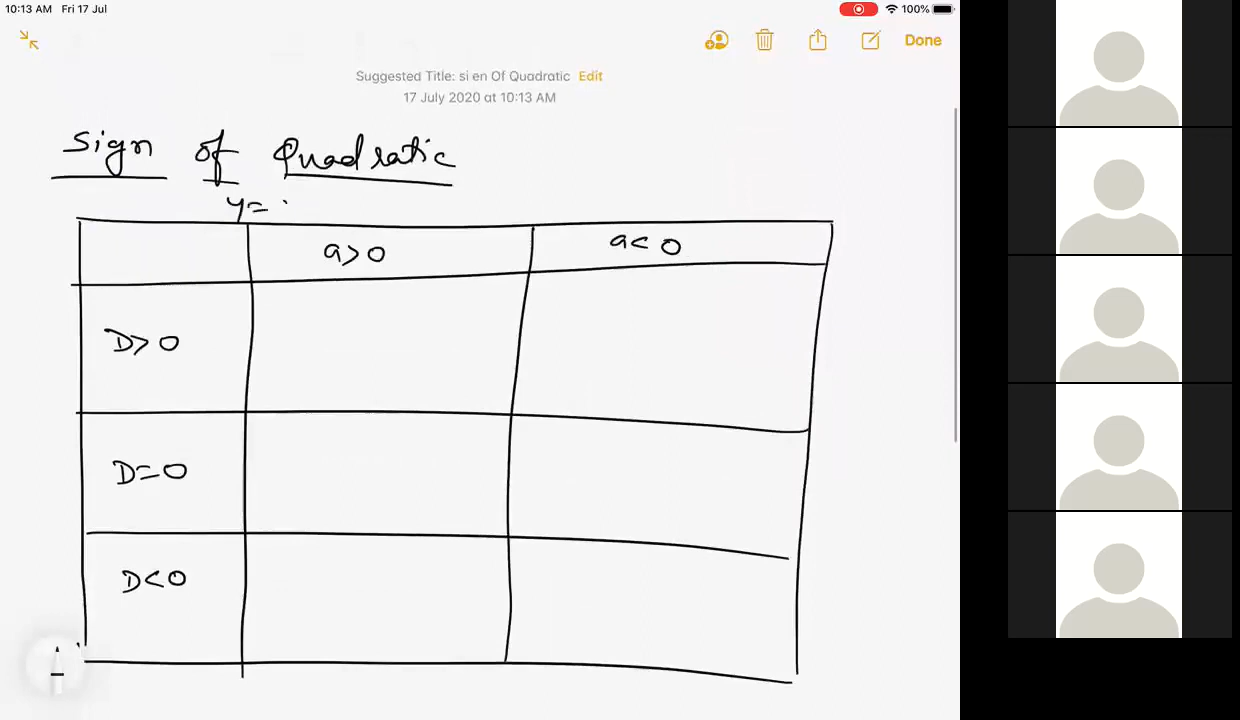 10:13 AM Fri 17 Jul 100%
Done
Suggested Title: si en Of Quadratic Edit
17 July 2020 at 10:13 AM
Sign of Quadratic
y=
a>0 a<0
D>0
D=0
D<0